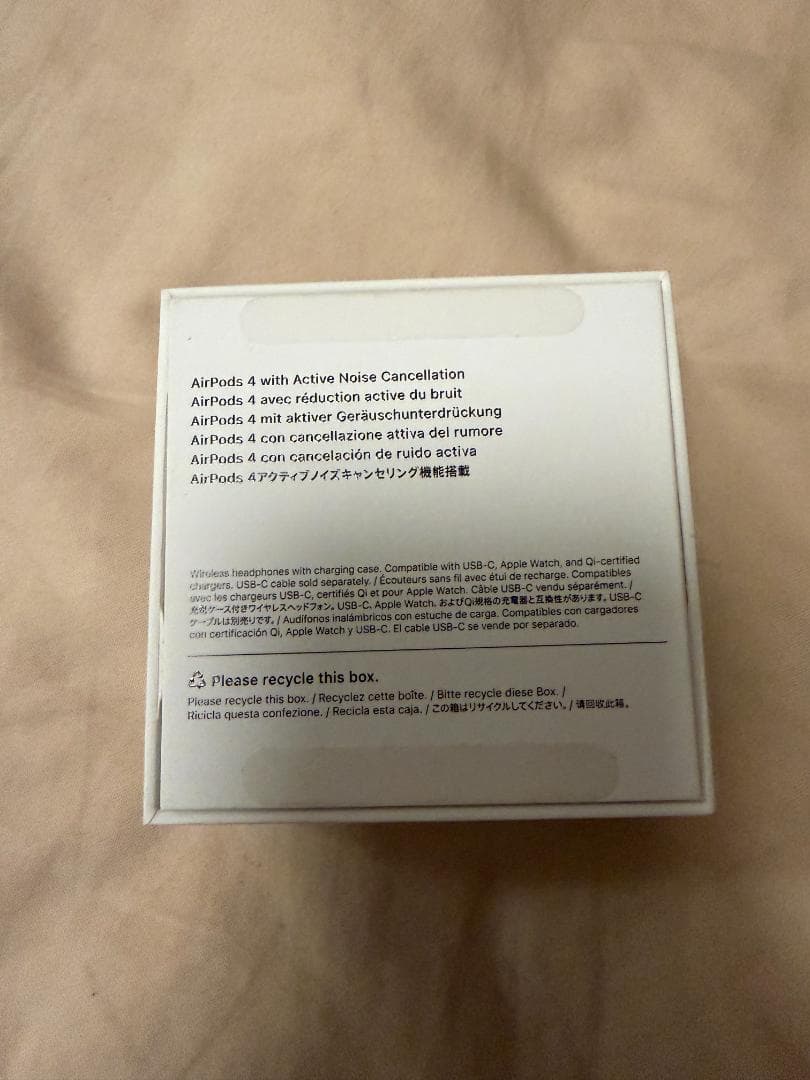 AirPods 4 with Active Noise Cancellation
AirPods 4 avec réduction active du bruit
AirPods 4 mit aktiver Geräuschunterdrückung
AirPods 4 con cancellazione attiva del rumore
AirPods 4 con cancelación de ruido activa
AirPods 4アクティブノイズキャンセリング機能搭載
Wireless headphones with charging case. Compatible with USB-C, Apple Watch, and Qi-certified
chargers. USB-C cable sold separately. / Écouteurs sans fil avec étui de recharge. Compatibles
avec les chargeurs USB-C, certifiés Qi et pour Apple Watch. Câble USB-C vendu séparément. /
充電ケース付きワイヤレスヘッドフォン。USB-C、Apple Watch、およびQi規格の充電器と互換性があります。USB-C
ケーブルは別売りです。/ Audífonos inalámbricos con estuche de carga. Compatibles con cargadores
con certificación Qi, Apple Watch y USB-C. El cable USB-C se vende por separado.
Please recycle this box.
Please recycle this box. / Recyclez cette boîte. / Bitte recycle diese Box. /
Ricicla questa confezione. / Recicla esta caja. / この箱はリサイクルしてください。/ 请回收此箱。